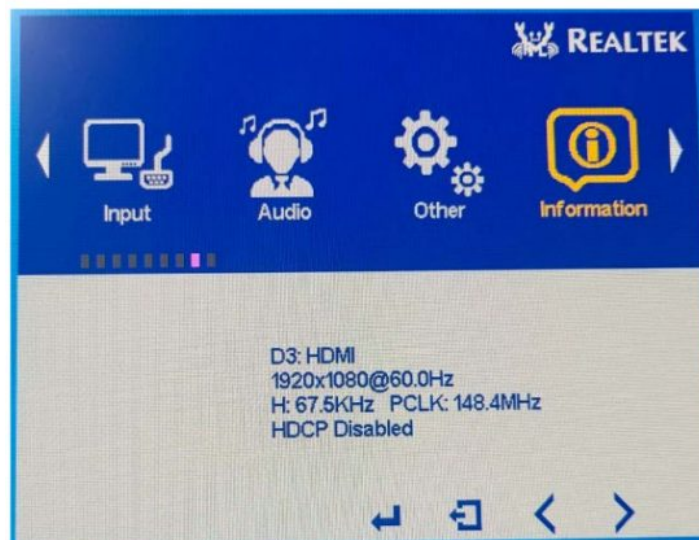 REALTEK
Input
Audio
Other
Information
D3: HDMI
1920x1080@60.0Hz
H: 67.5KHz PCLK: 148.4MHz
HDCP Disabled